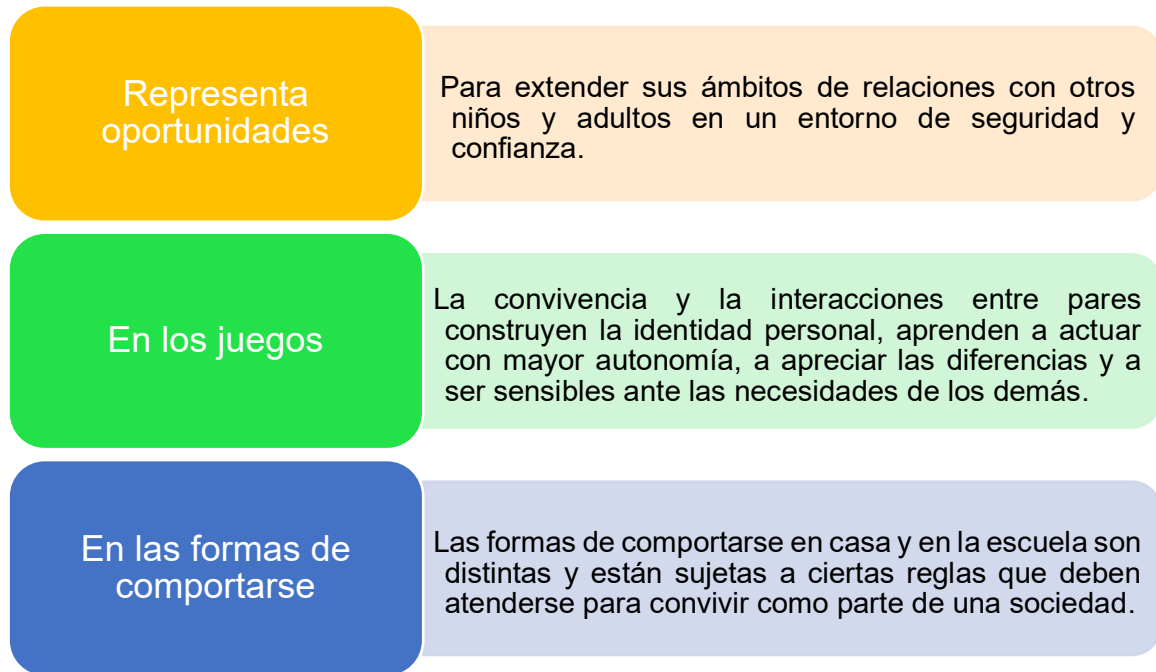 Representa
oportunidades
Para extender sus ámbitos de relaciones con otros
niños y adultos en un entorno de seguridad y
confianza.
En los juegos
La convivencia y la interacciones entre pares
construyen la identidad personal, aprenden a actuar
con mayor autonomía, a apreciar las diferencias y a
ser sensibles ante las necesidades de los demás.
En las formas de
comportarse
Las formas de comportarse en casa y en la escuela son
distintas y están sujetas a ciertas reglas que deben
atenderse para convivir como parte de una sociedad.